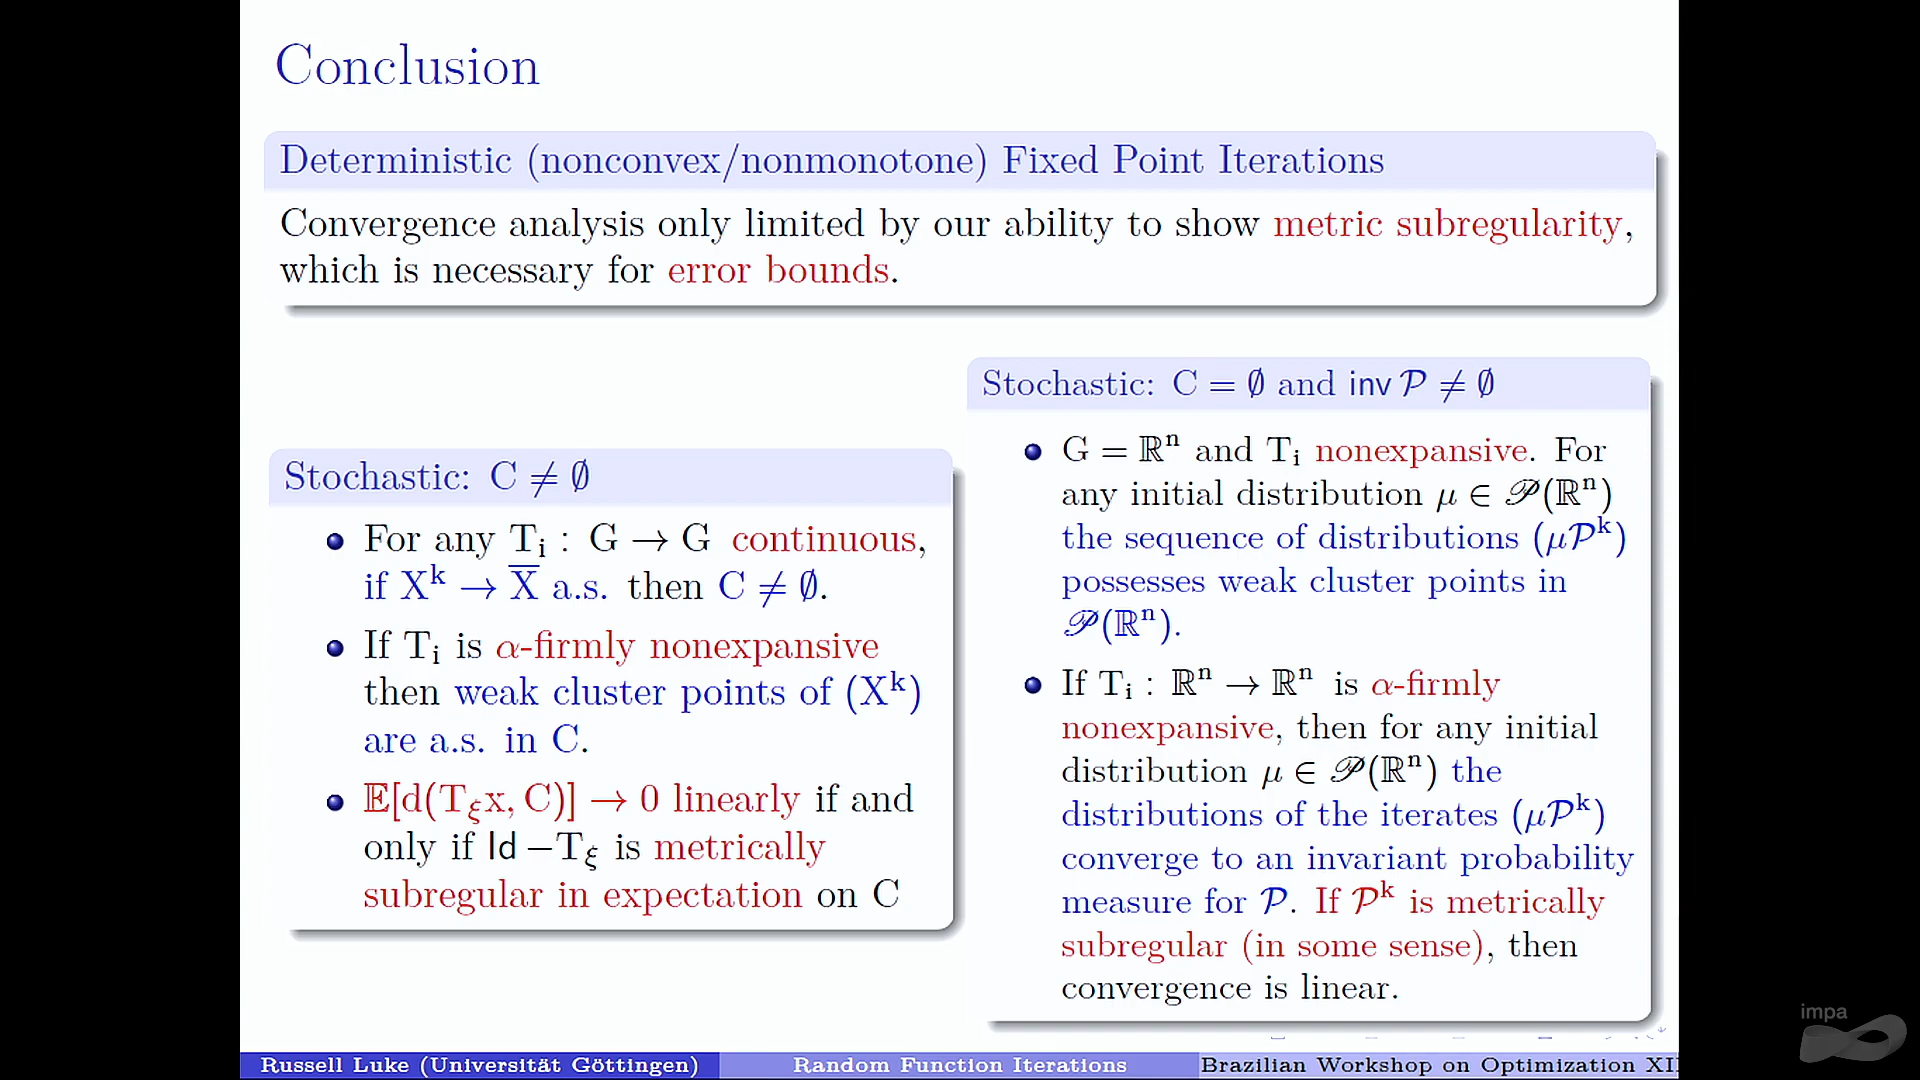 Conclusion
Deterministic (nonconvex/nonmonotone) Fixed Point Iterations
Convergence analysis only limited by our ability to show metric subregularity,
which is necessary for error bounds.
Stochastic: C ≠ ∅
For any Tᵢ : G → G continuous,
if Xᵏ → X̅ a.s. then C ≠ ∅.
If Tᵢ is α-firmly nonexpansive
then weak cluster points of (Xᵏ)
are a.s. in C.
𝔼[d(T_ξx, C)] → 0 linearly if and
only if Id −T_ξ is metrically
subregular in expectation on C
Stochastic: C = ∅ and inv 𝒫 ≠ ∅
G = ℝⁿ and Tᵢ nonexpansive. For
any initial distribution μ ∈ 𝒫(ℝⁿ)
the sequence of distributions (μ𝒫ᵏ)
possesses weak cluster points in
𝒫(ℝⁿ).
If Tᵢ : ℝⁿ → ℝⁿ is α-firmly
nonexpansive, then for any initial
distribution μ ∈ 𝒫(ℝⁿ) the
distributions of the iterates (μ𝒫ᵏ)
converge to an invariant probability
measure for 𝒫. If 𝒫ᵏ is metrically
subregular (in some sense), then
convergence is linear.
impa
Russell Luke (Universität Göttingen) Random Function Iterations Brazilian Workshop on Optimization XI